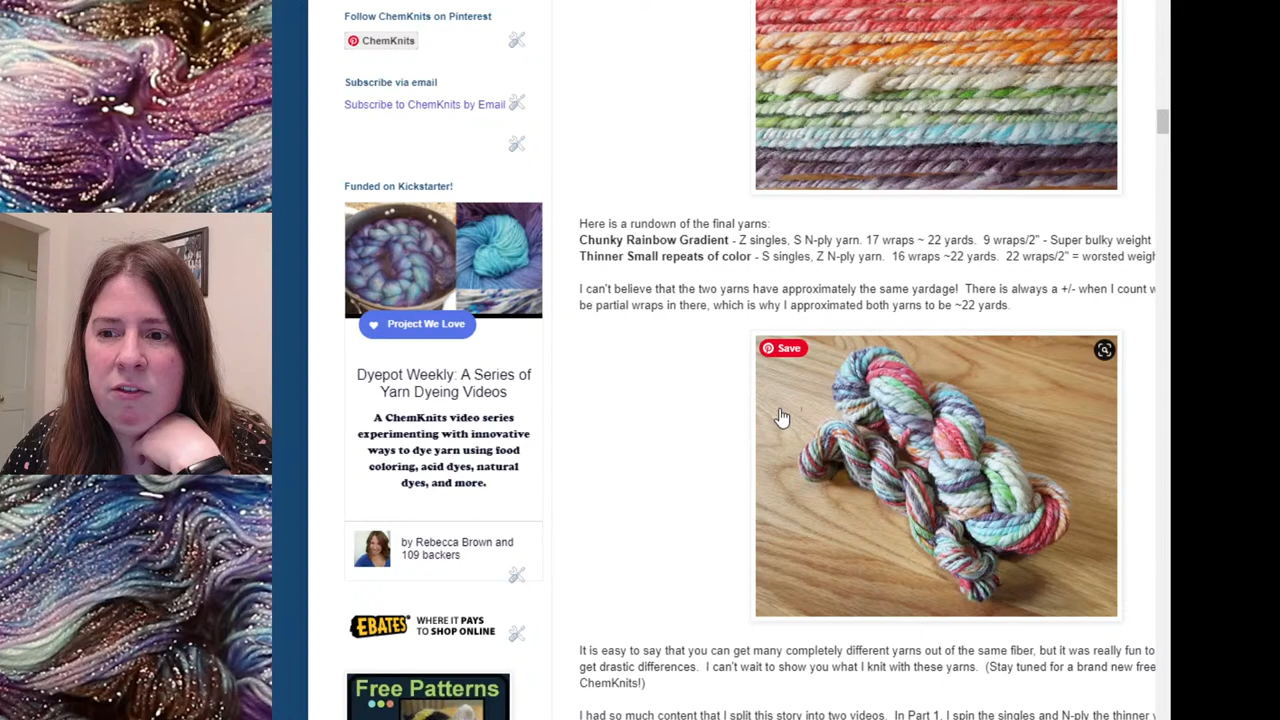 Follow ChemKnits on Pinterest
ChemKnits
Subscribe via email
Subscribe to ChemKnits by Email
Funded on Kickstarter!
Project We Love
Dyepot Weekly: A Series of
Yarn Dyeing Videos
A ChemKnits video series
experimenting with innovative
ways to dye yarn using food
coloring, acid dyes, natural
dyes, and more.
by Rebecca Brown and
109 backers
EBATES
WHERE IT PAYS
TO SHOP ONLINE
Free Patterns
Here is a rundown of the final yarns:
Chunky Rainbow Gradient - Z singles, S N-ply yarn. 17 wraps ~ 22 yards. 9 wraps/2" - Super bulky weight
Thinner Small repeats of color - S singles, Z N-ply yarn. 16 wraps ~22 yards. 22 wraps/2" = worsted
I can't believe that the two yarns have approximately the same yardage! There is always a +/- when I count
be partial wraps in there, which is why I approximated both yarns to be ~22 yards.
Save
It is easy to say that you can get many completely different yarns out of the same fiber, but it was really fun to
get drastic differences. I can't wait to show you what I knit with these yarns. (Stay tuned for a brand new free
ChemKnits!)
I had so much content that I split this story into two videos. In Part 1, I spin the singles and N-ply the thinner